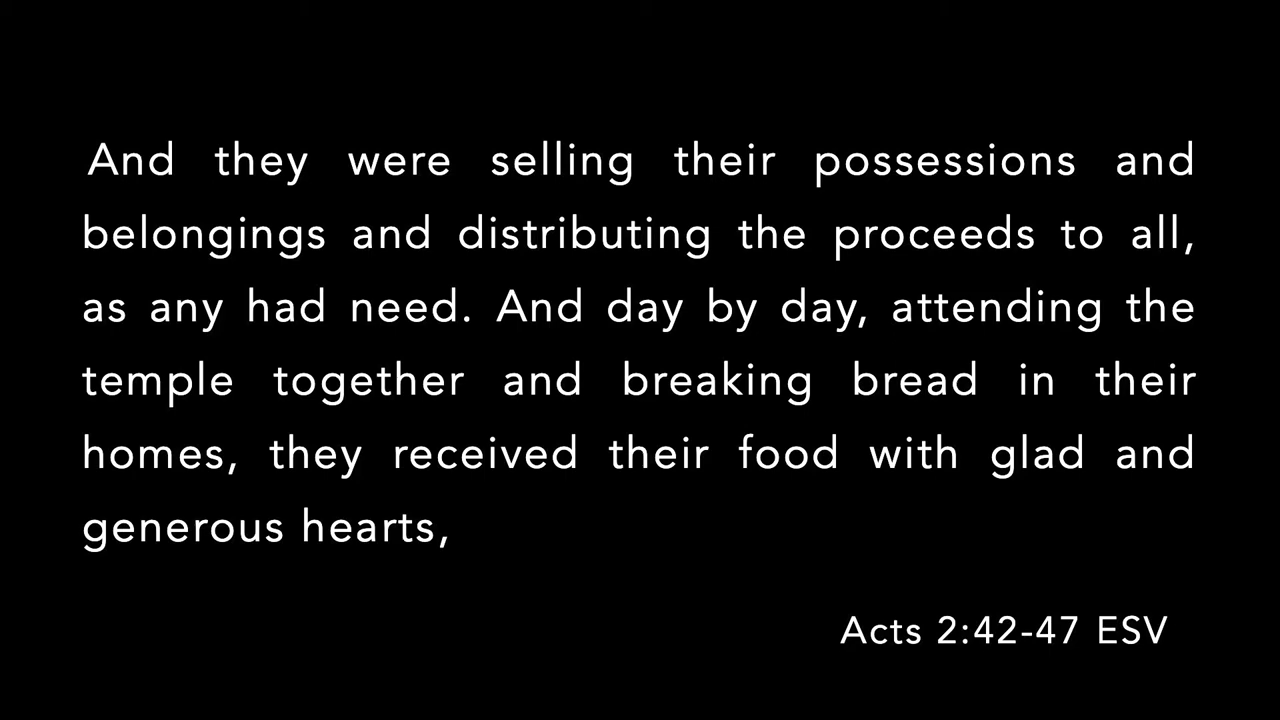 And they were selling their possessions and
belongings and distributing the proceeds to all,
as any had need. And day by day, attending the
temple together and breaking bread in their
homes, they received their food with glad and
generous hearts,
Acts 2:42-47 ESV